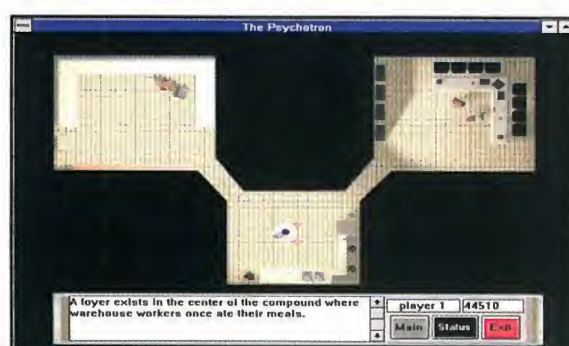 The Psychotron
A foyer exists in the center of the compound where
warehouse workers once ate their meals.
player 1
44510
Main
Status
Exit